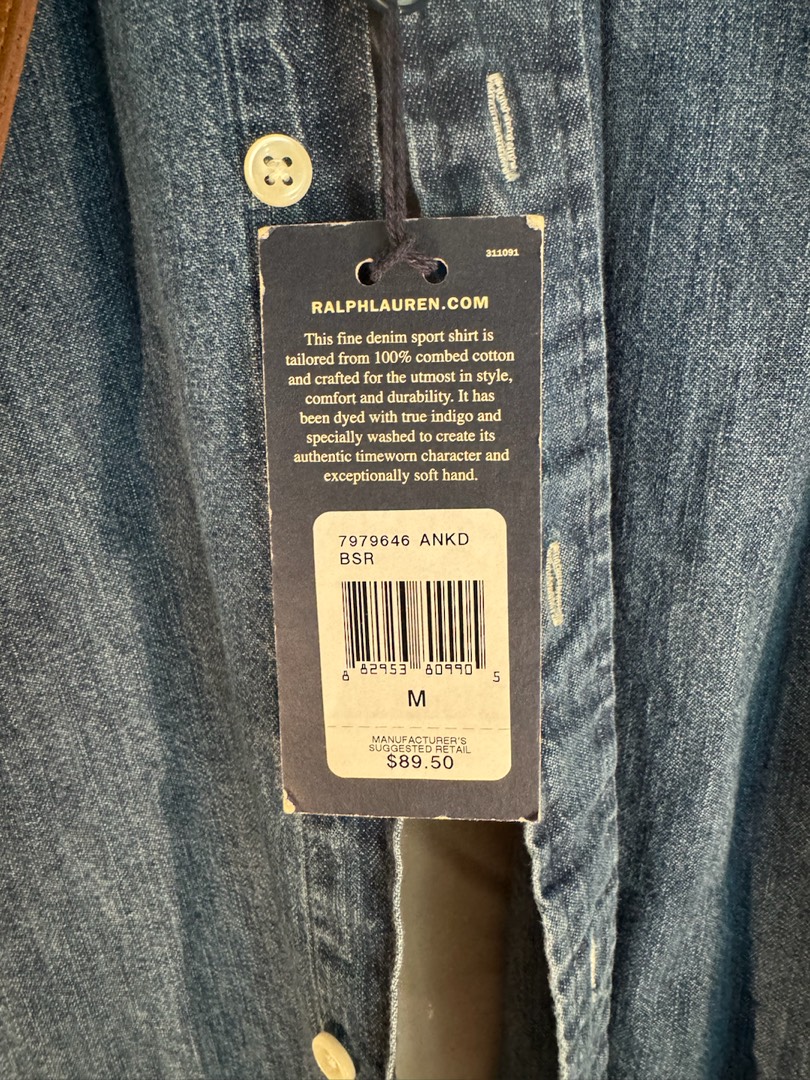 311091
RALPHLAUREN.COM
This fine denim sport shirt is
tailored from 100% combed cotton
and crafted for the utmost in style,
comfort and durability. It has
been dyed with true indigo and
specially washed to create its
authentic timeworn character and
exceptionally soft hand.
7979646 ANKD
BSR
8 82953 80990 5
M
MANUFACTURER'S
SUGGESTED RETAIL
$89.50